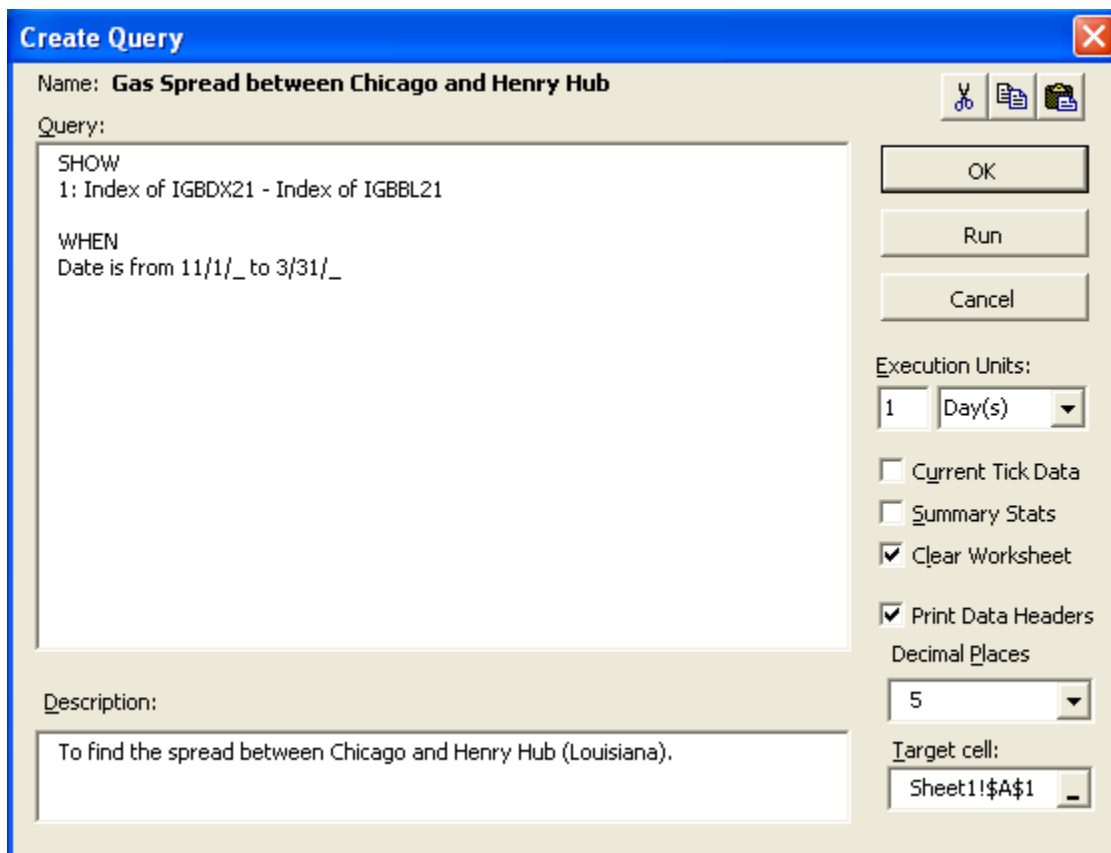 Create Query
Name: Gas Spread between Chicago and Henry Hub
Query:
SHOW
1: Index of IGBDX21 - Index of IGBBL21
WHEN
Date is from 11/1/_ to 3/31/_
OK
Run
Cancel
Execution Units:
1 Day(s)
Current Tick Data
Summary Stats
Clear Worksheet
Print Data Headers
Decimal Places
5
Description:
To find the spread between Chicago and Henry Hub (Louisiana).
Target cell:
Sheet1!$A$1